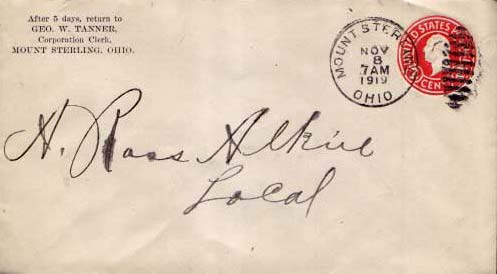 After 5 days, return to
GEO. W. TANNER,
Corporation Clerk,
MOUNT STERLING, OHIO.
MOUNT STER
NOV
8
7AM
1919
OHIO
UNITED STATES
CENTS
H. Ross Alkire
Local